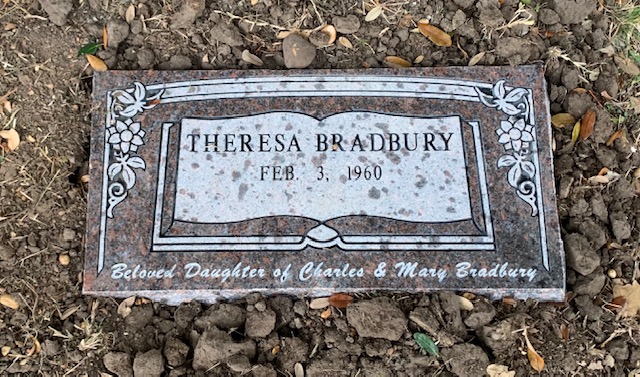 THERESA BRADBURY
FEB. 3, 1960
Beloved Daughter of Charles & Mary Bradbury